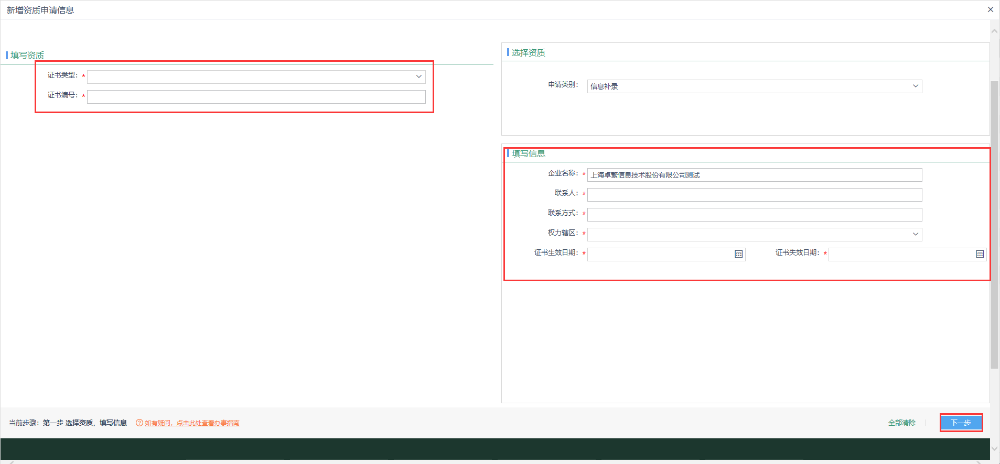 新增资质申请信息
填写资质
证书类型：*
证书编号：*
选择资质
申请类别： 信息补录
填写信息
企业名称：* 上海卓繁信息技术股份有限公司测试
联系人：*
联系方式：*
权力辖区：*
证书生效日期：* 证书失效日期：*
当前步骤：第一步 选择资质，填写信息 ? 如有疑问，点击此处查看办事指南 全部清除 | 下一步